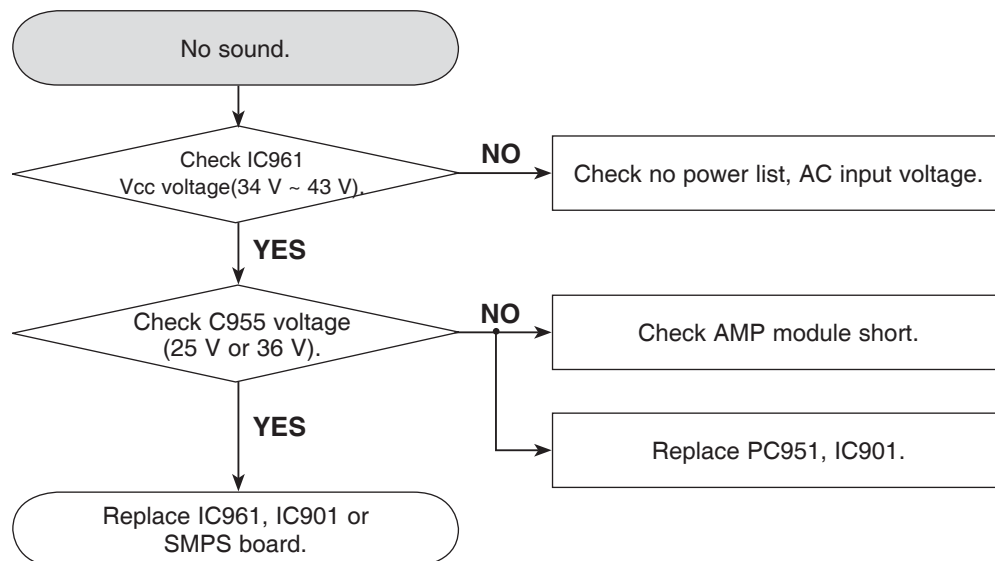 No sound.
Check IC961
Vcc voltage(34 V ~ 43 V).
NO
Check no power list, AC input voltage.
YES
Check C955 voltage
(25 V or 36 V).
NO
Check AMP module short.
YES
Replace PC951, IC901.
Replace IC961, IC901 or
SMPS board.